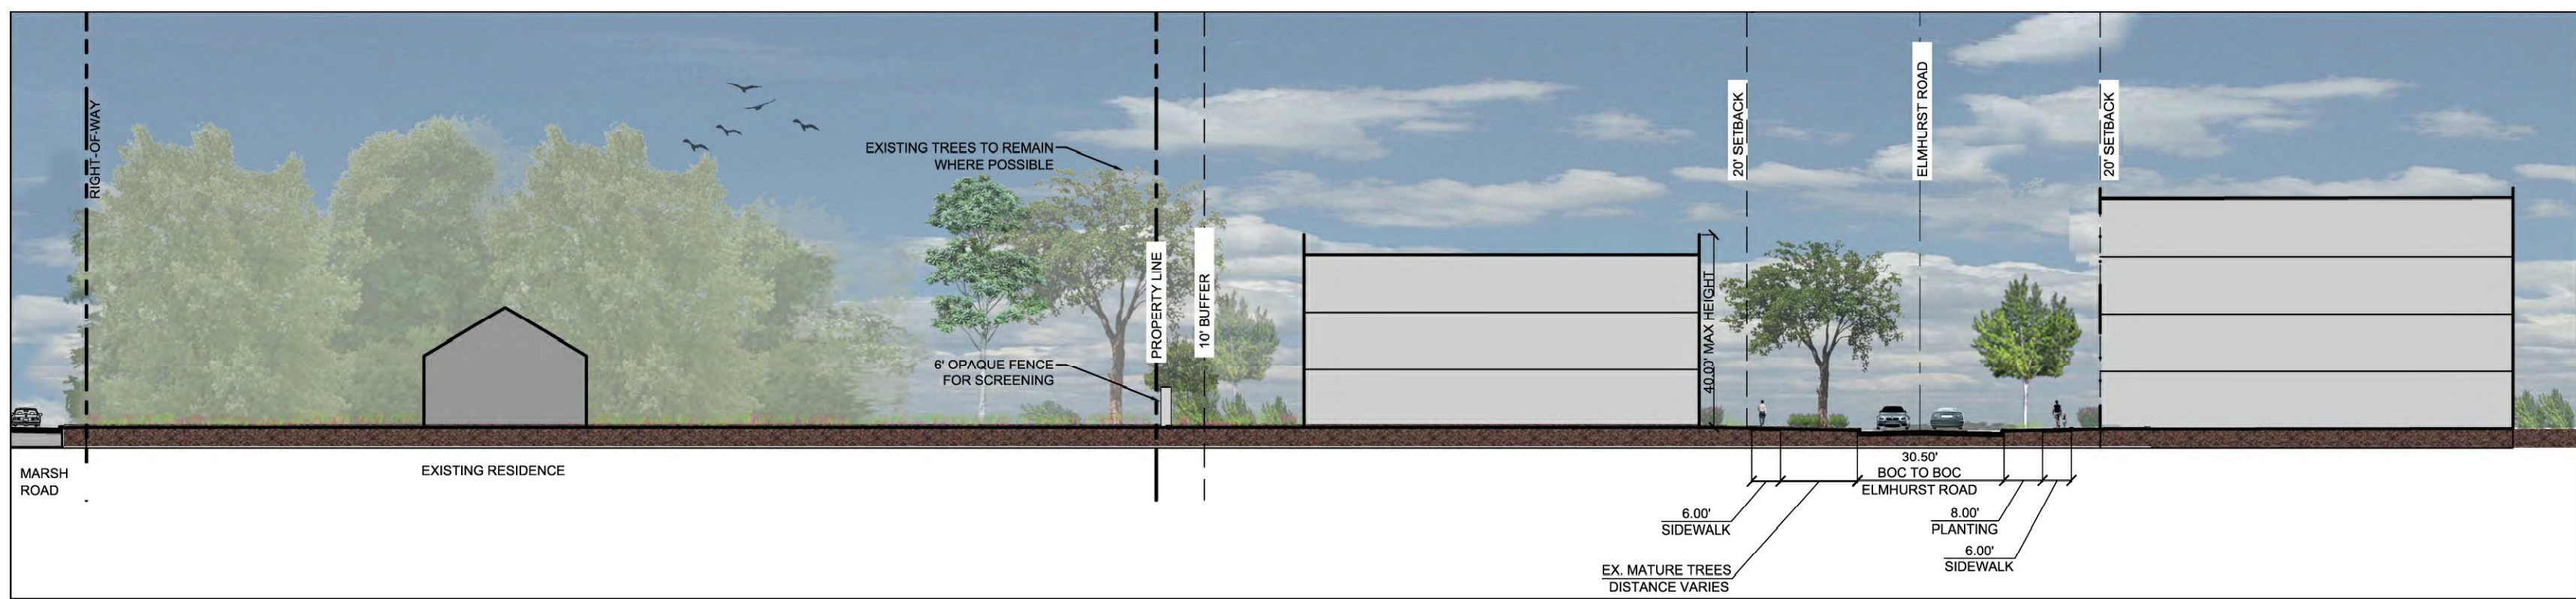 RIGHT-OF-WAY
EXISTING TREES TO REMAIN
WHERE POSSIBLE
6' OPAQUE FENCE
FOR SCREENING
PROPERTY LINE
10' BUFFER
40.00' MAX HEIGHT
20' SETBACK
ELMHURST ROAD
20' SETBACK
MARSH
ROAD
EXISTING RESIDENCE
30.50'
BOC TO BOC
ELMHURST ROAD
6.00'
SIDEWALK
8.00'
PLANTING
6.00'
SIDEWALK
EX. MATURE TREES
DISTANCE VARIES